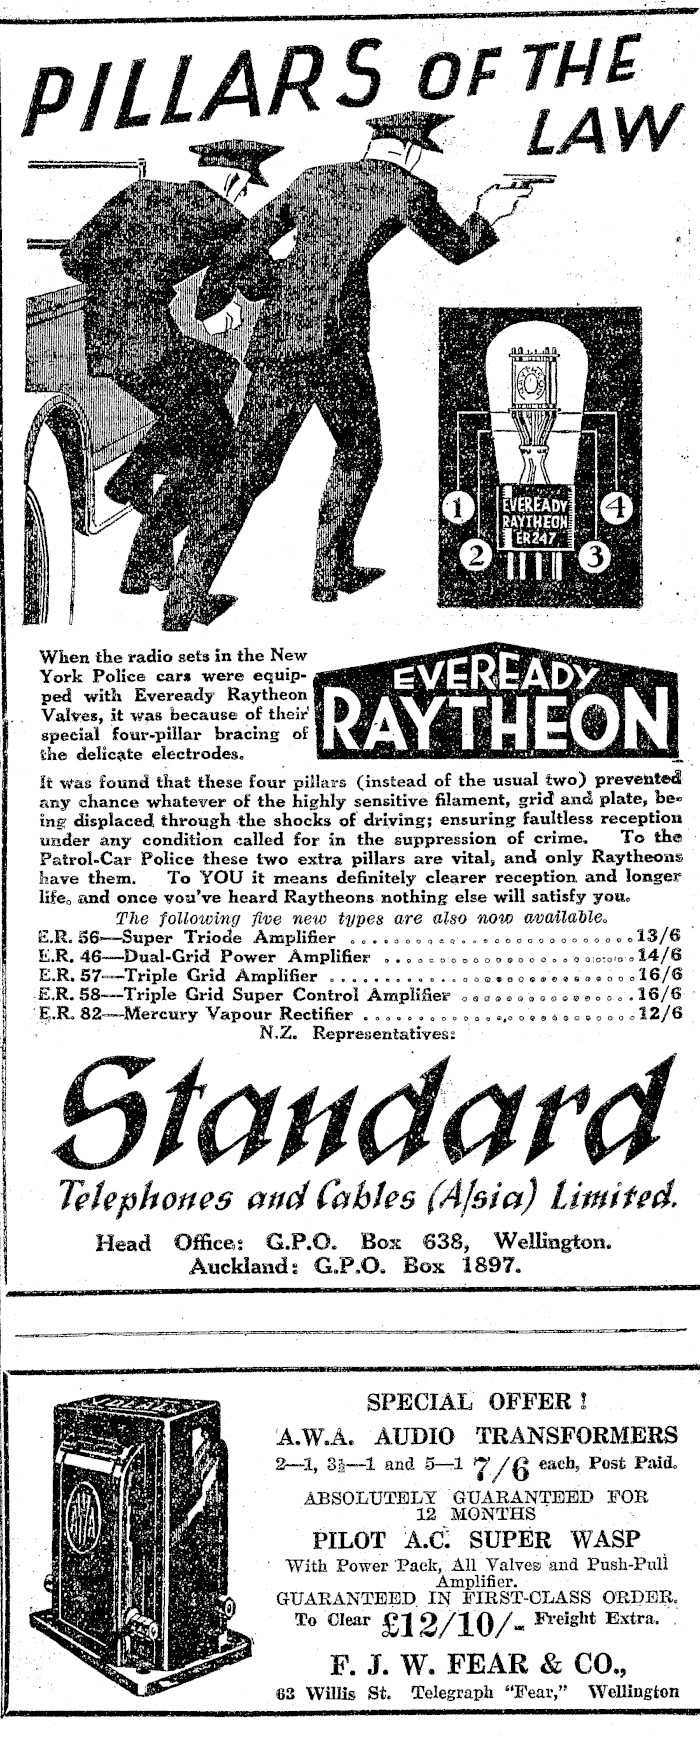 PILLARS OF THE
LAW
EVEREADY
RAYTHEON
ER247
1
2
3
4
When the radio sets in the New
York Police cars were equip-
ped with Eveready Raytheon
Valves, it was because of their
special four-pillar bracing of
the delicate electrodes.
EVEREADY
RAYTHEON
It was found that these four pillars (instead of the usual two) prevented
any chance whatever of the highly sensitive filament, grid and plate, be-
ing displaced through the shocks of driving; ensuring faultless reception
under any condition called for in the suppression of crime. To the
Patrol-Car Police these two extra pillars are vital, and only Raytheons
have them. To YOU it means definitely clearer reception and longer
life, and once you've heard Raytheons nothing else will satisfy you.
The following five new types are also now available.
E.R. 56—Super Triode Amplifier 13/6
E.R. 46—Dual-Grid Power Amplifier 14/6
E.R. 57—Triple Grid Amplifier 16/6
E.R. 58—Triple Grid Super Control Amplifier 16/6
E.R. 82—Mercury Vapour Rectifier 12/6
N.Z. Representatives:
Standard
Telephones and Cables (A/sia) Limited.
Head Office: G.P.O. Box 638, Wellington.
Auckland: G.P.O. Box 1897.
IDEAL
AWA
SPECIAL OFFER!
A.W.A. AUDIO TRANSFORMERS
2—1, 3½—1 and 5—1 7/6 each, Post Paid.
ABSOLUTELY GUARANTEED FOR
12 MONTHS
PILOT A.C. SUPER WASP
With Power Pack, All Valves and Push-Pull
Amplifier.
GUARANTEED IN FIRST-CLASS ORDER.
To Clear £12/10/- Freight Extra.
F. J. W. FEAR & CO.,
63 Willis St. Telegraph "Fear," Wellington